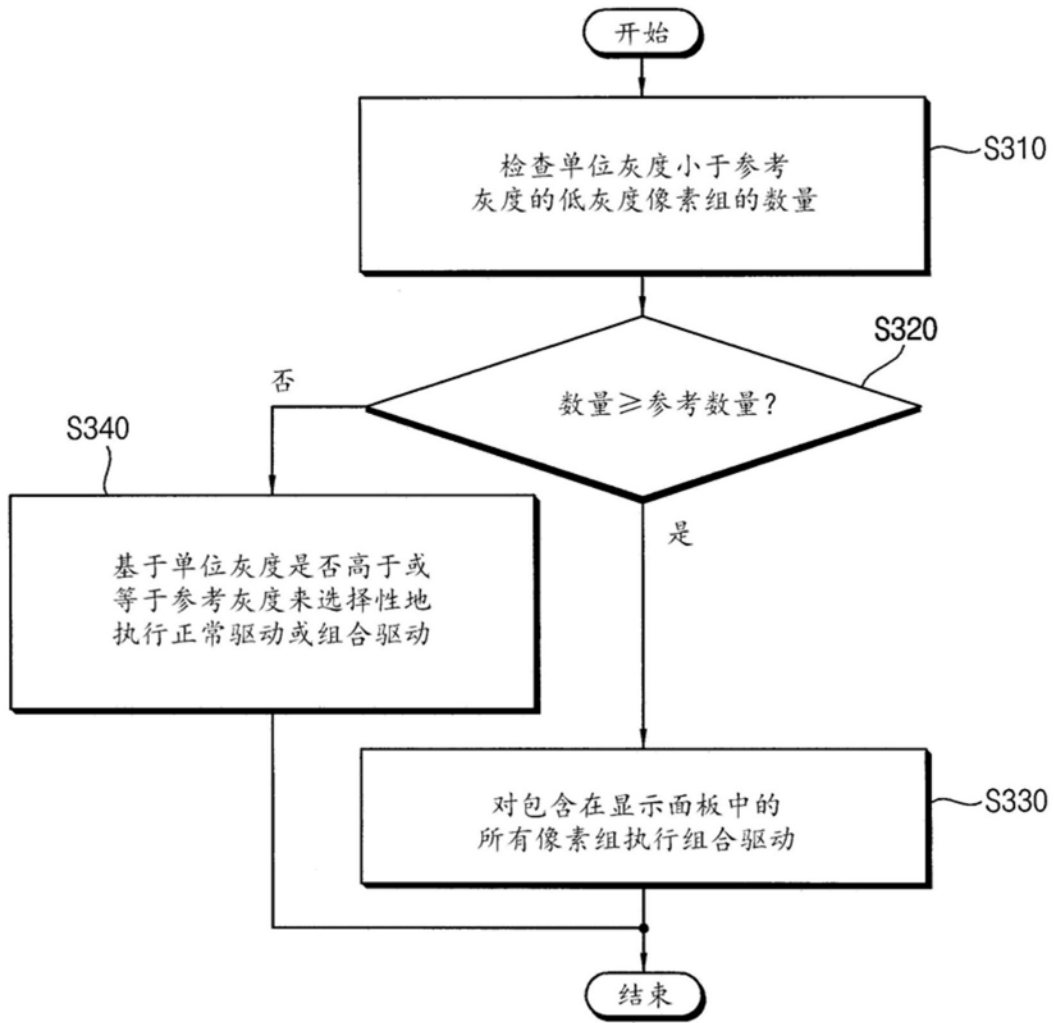 开始
检查单位灰度小于参考
灰度的低灰度像素组的数量
S310
S320
数量≥参考数量?
否
是
S340
基于单位灰度是否高于或
等于参考灰度来选择性地
执行正常驱动或组合驱动
对包含在显示面板中的
所有像素组执行组合驱动
S330
结束